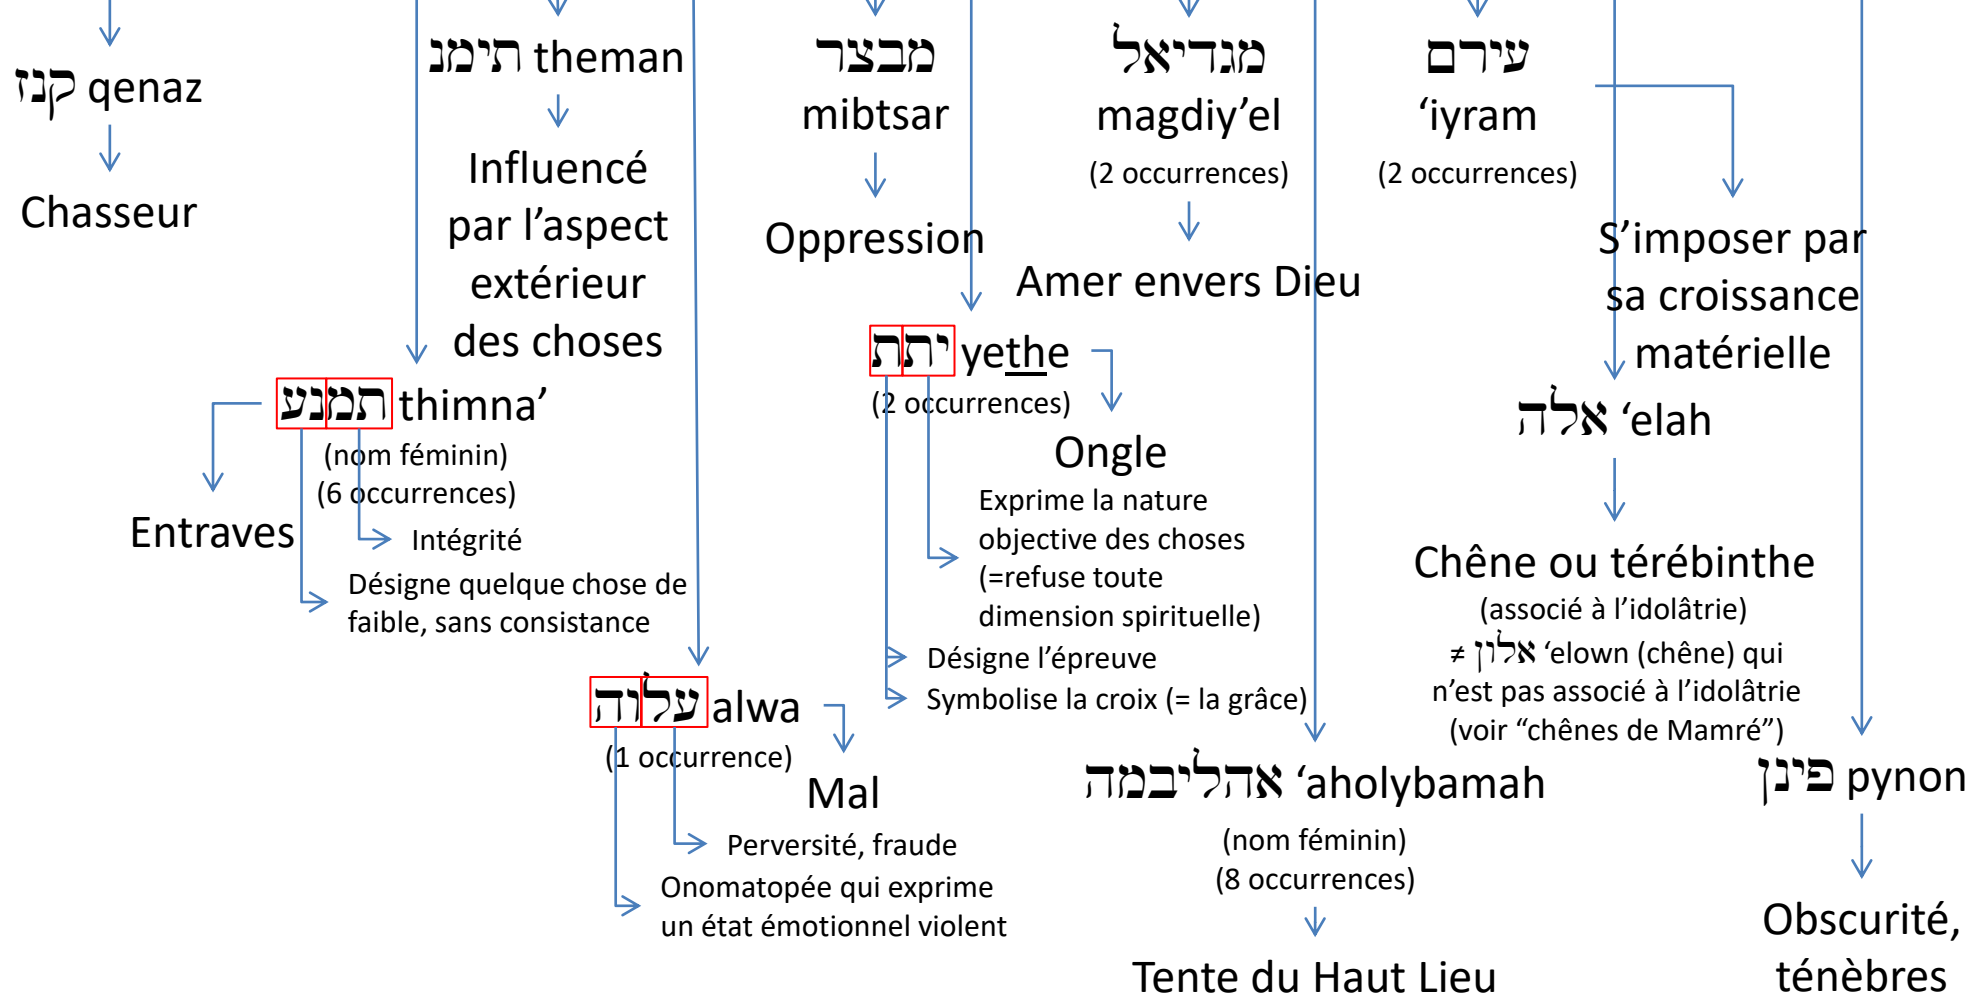 קנז qenaz
Chasseur
תימנ theman
Influencé
par l’aspect
extérieur
des choses
מבצר
mibtsar
Oppression
מגדיאל
magdiy’el
(2 occurrences)
Amer envers Dieu
עירם
‘iyram
(2 occurrences)
S’imposer par
sa croissance
matérielle
תמנע thimna’
(nom féminin)
(6 occurrences)
Entraves
Intégrité
Désigne quelque chose de
faible, sans consistance
יתת yethe
(2 occurrences)
Ongle
Exprime la nature
objective des choses
(=refuse toute
dimension spirituelle)
Désigne l’épreuve
Symbolise la croix (= la grâce)
אלה ‘elah
Chêne ou térébinthe
(associé à l’idolâtrie)
≠ אלון ‘elown (chêne) qui
n’est pas associé à l’idolâtrie
(voir “chênes de Mamré”)
עלוה alwa
(1 occurrence)
Mal
Perversité, fraude
Onomatopée qui exprime
un état émotionnel violent
אהליבמה ‘aholybamah
(nom féminin)
(8 occurrences)
Tente du Haut Lieu
פינן pynon
Obscurité,
ténèbres